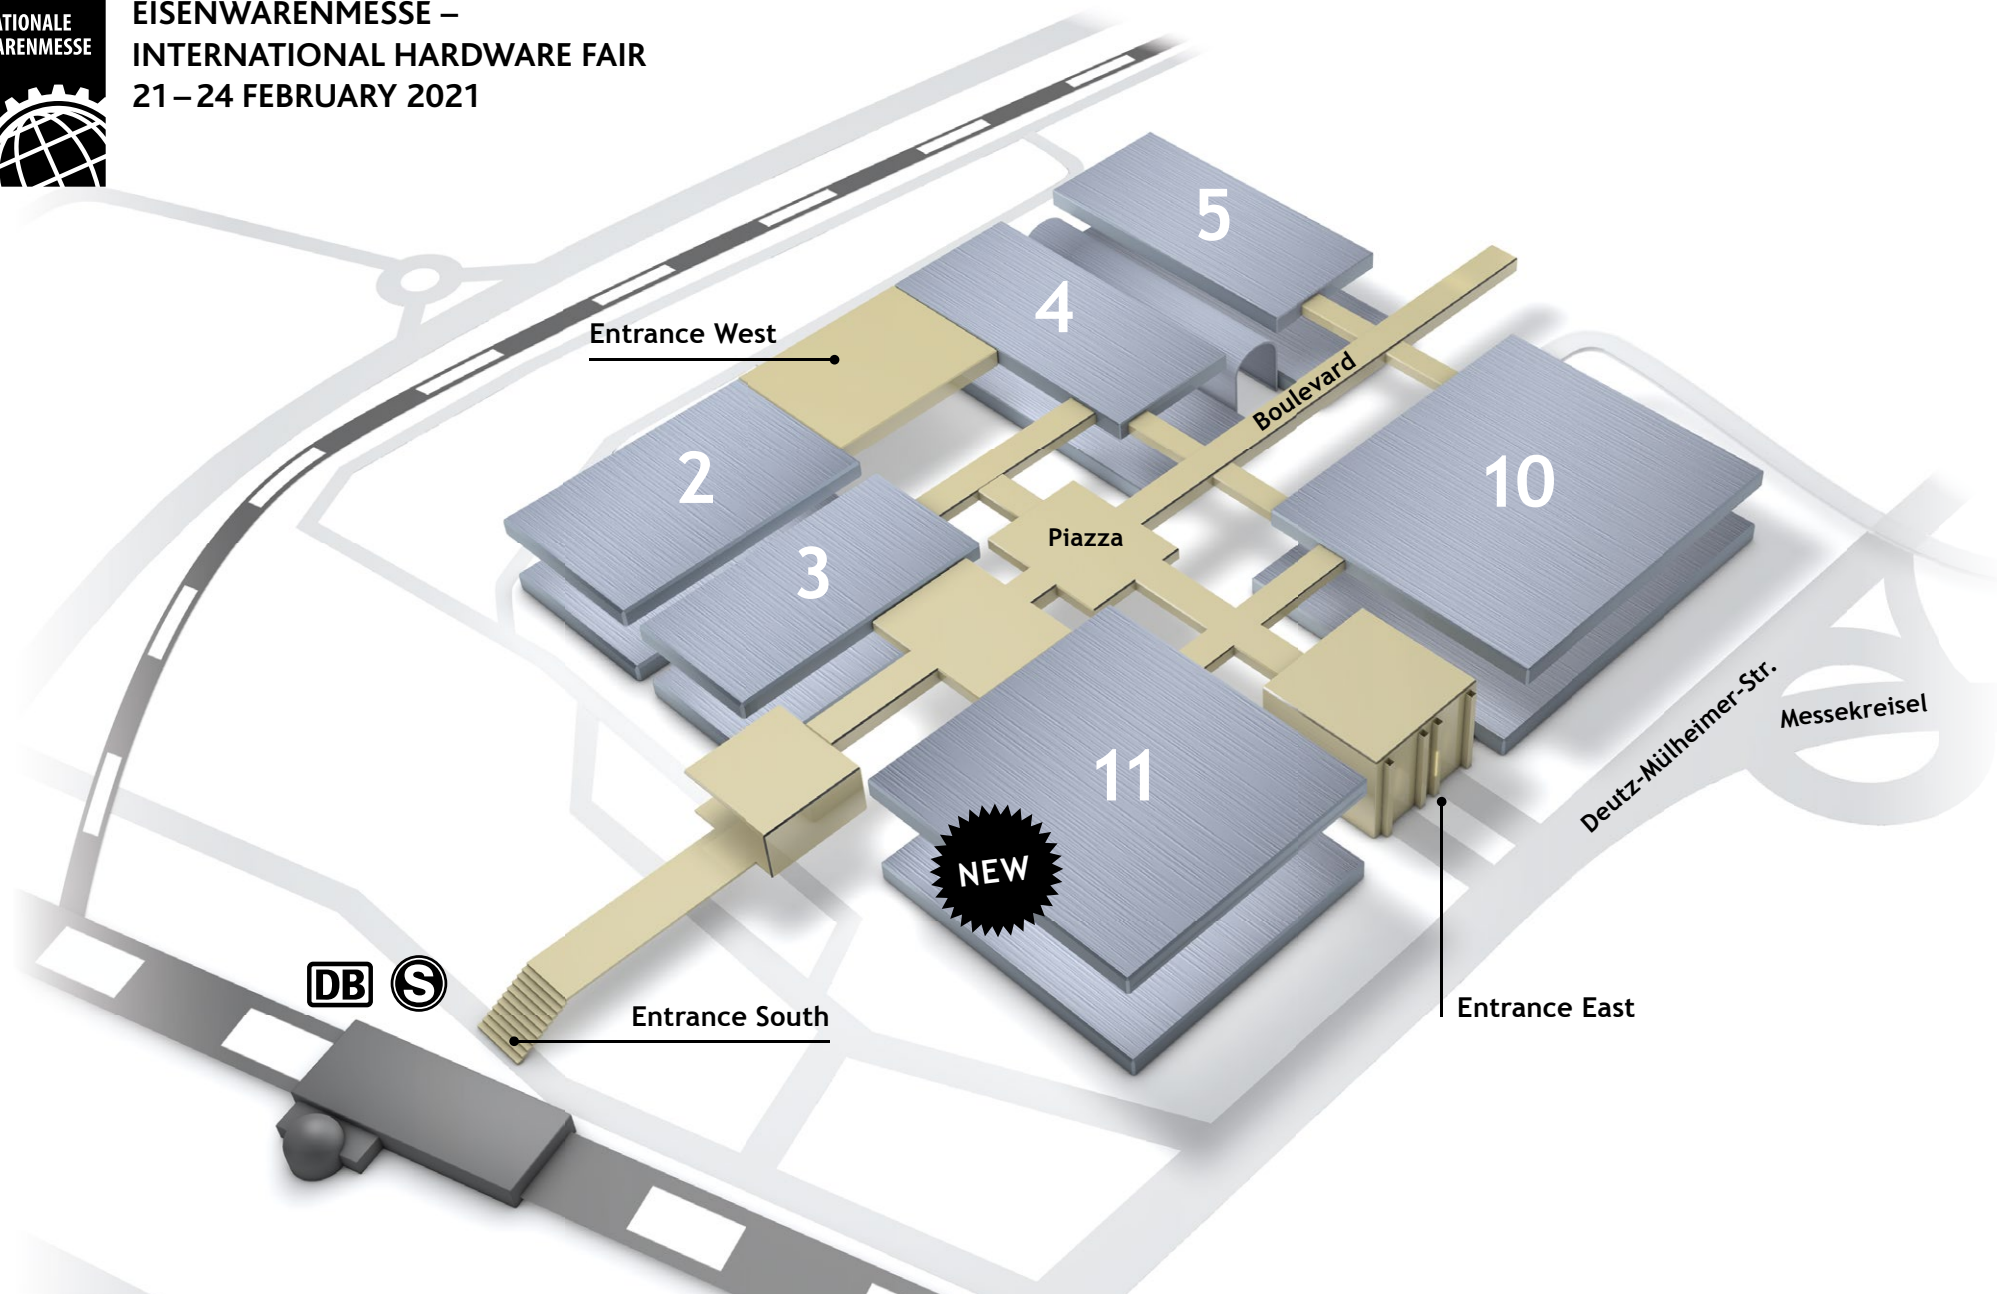 ATIONALE
ARENMESSE
EISENWARENMESSE –
INTERNATIONAL HARDWARE FAIR
21–24 FEBRUARY 2021
5
4
Entrance West
Boulevard
2
10
Piazza
3
Deutz-Mülheimer-Str.
Messekreisel
11
NEW
DB
S
Entrance South
Entrance East